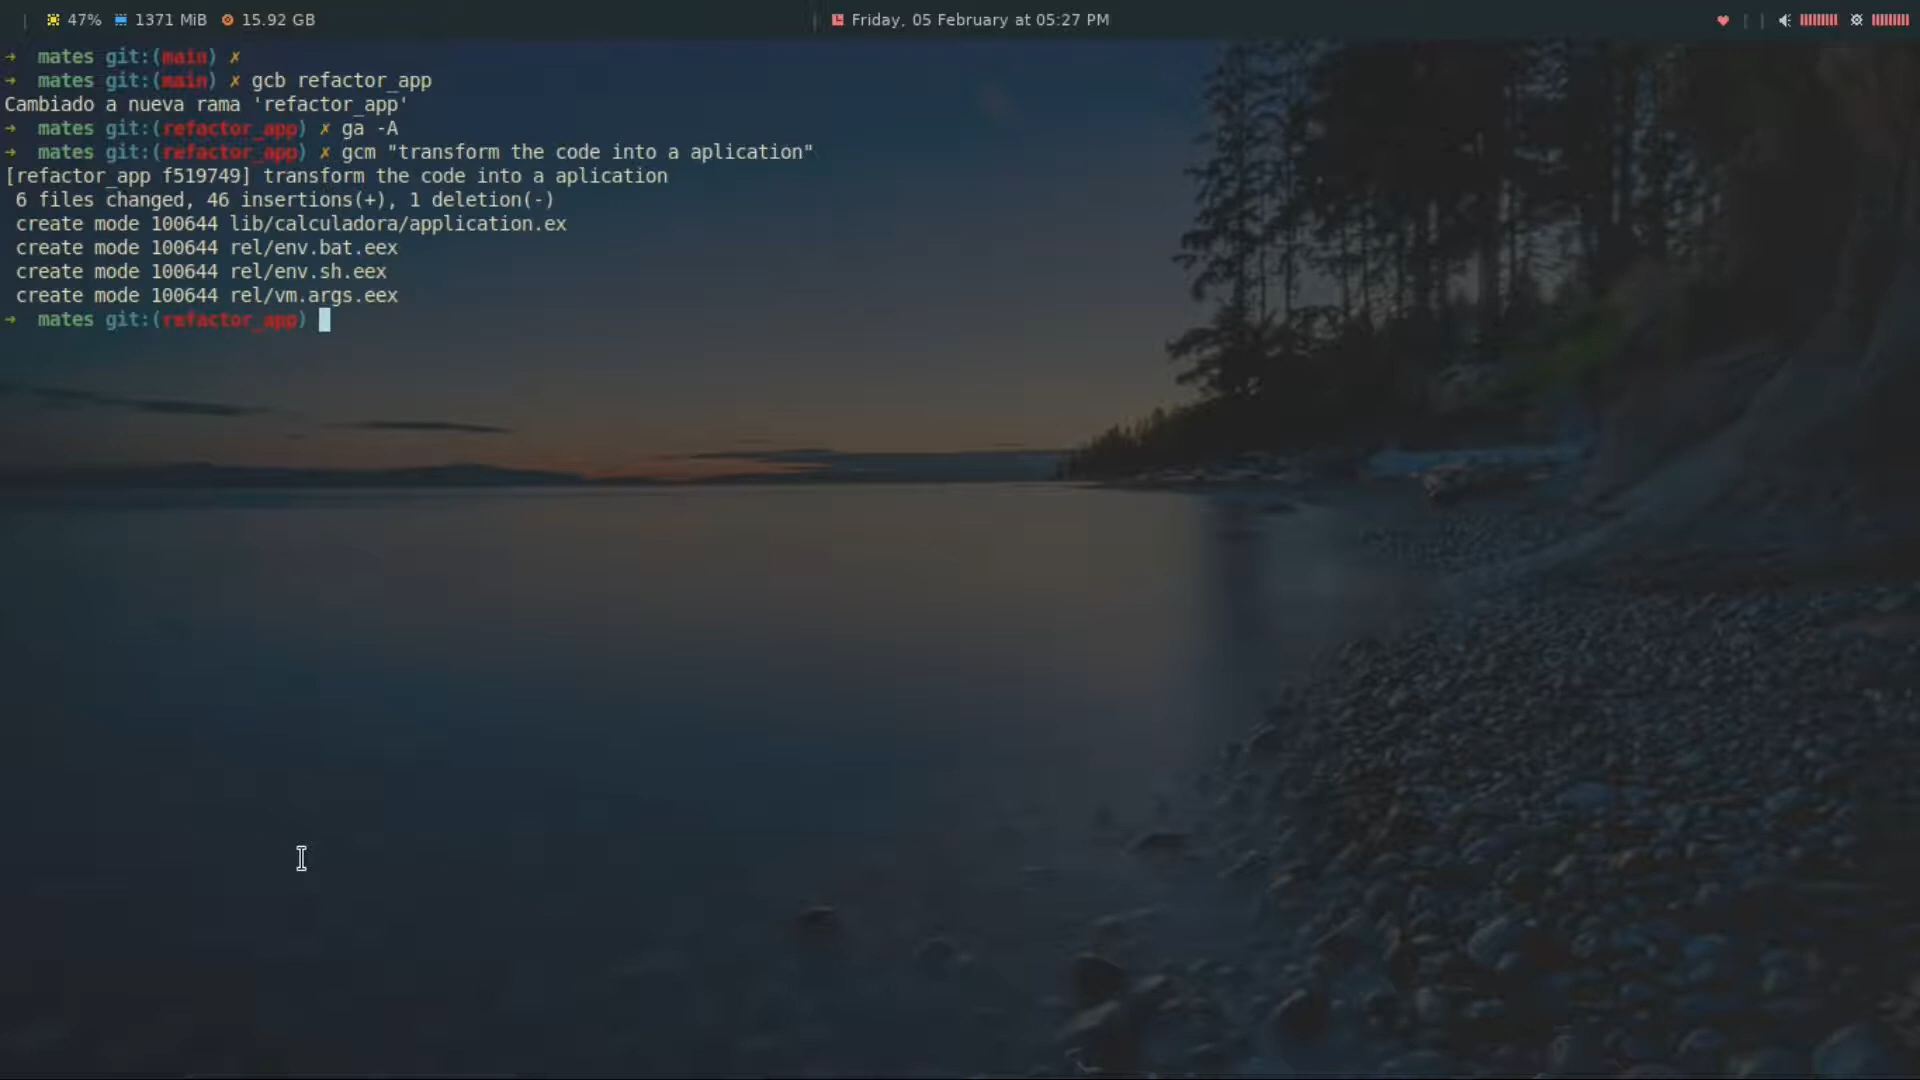 47% 1371 MiB 15.92 GB Friday, 05 February at 05:27 PM
➜ mates git:(main) ✗
➜ mates git:(main) ✗ gcb refactor_app
Cambiado a nueva rama 'refactor_app'
➜ mates git:(refactor_app) ✗ ga -A
➜ mates git:(refactor_app) ✗ gcm "transform the code into a aplication"
[refactor_app f519749] transform the code into a aplication
6 files changed, 46 insertions(+), 1 deletion(-)
create mode 100644 lib/calculadora/application.ex
create mode 100644 rel/env.bat.eex
create mode 100644 rel/env.sh.eex
create mode 100644 rel/vm.args.eex
➜ mates git:(refactor_app)